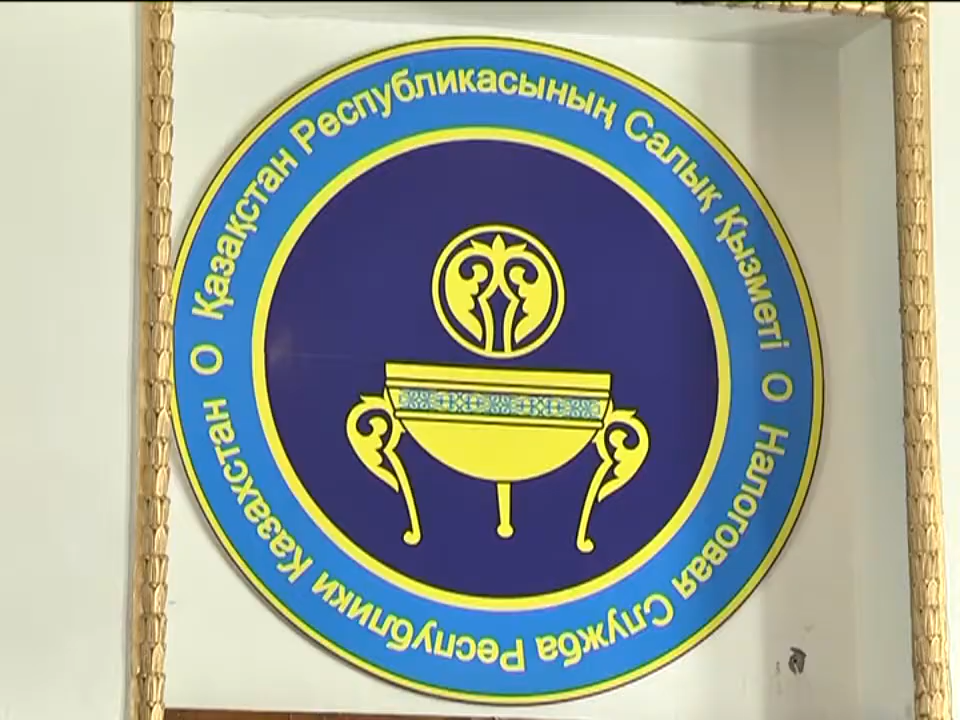 Қазақстан Республикасының Салық Қызметі
Налоговая Служба Республики Казахстан